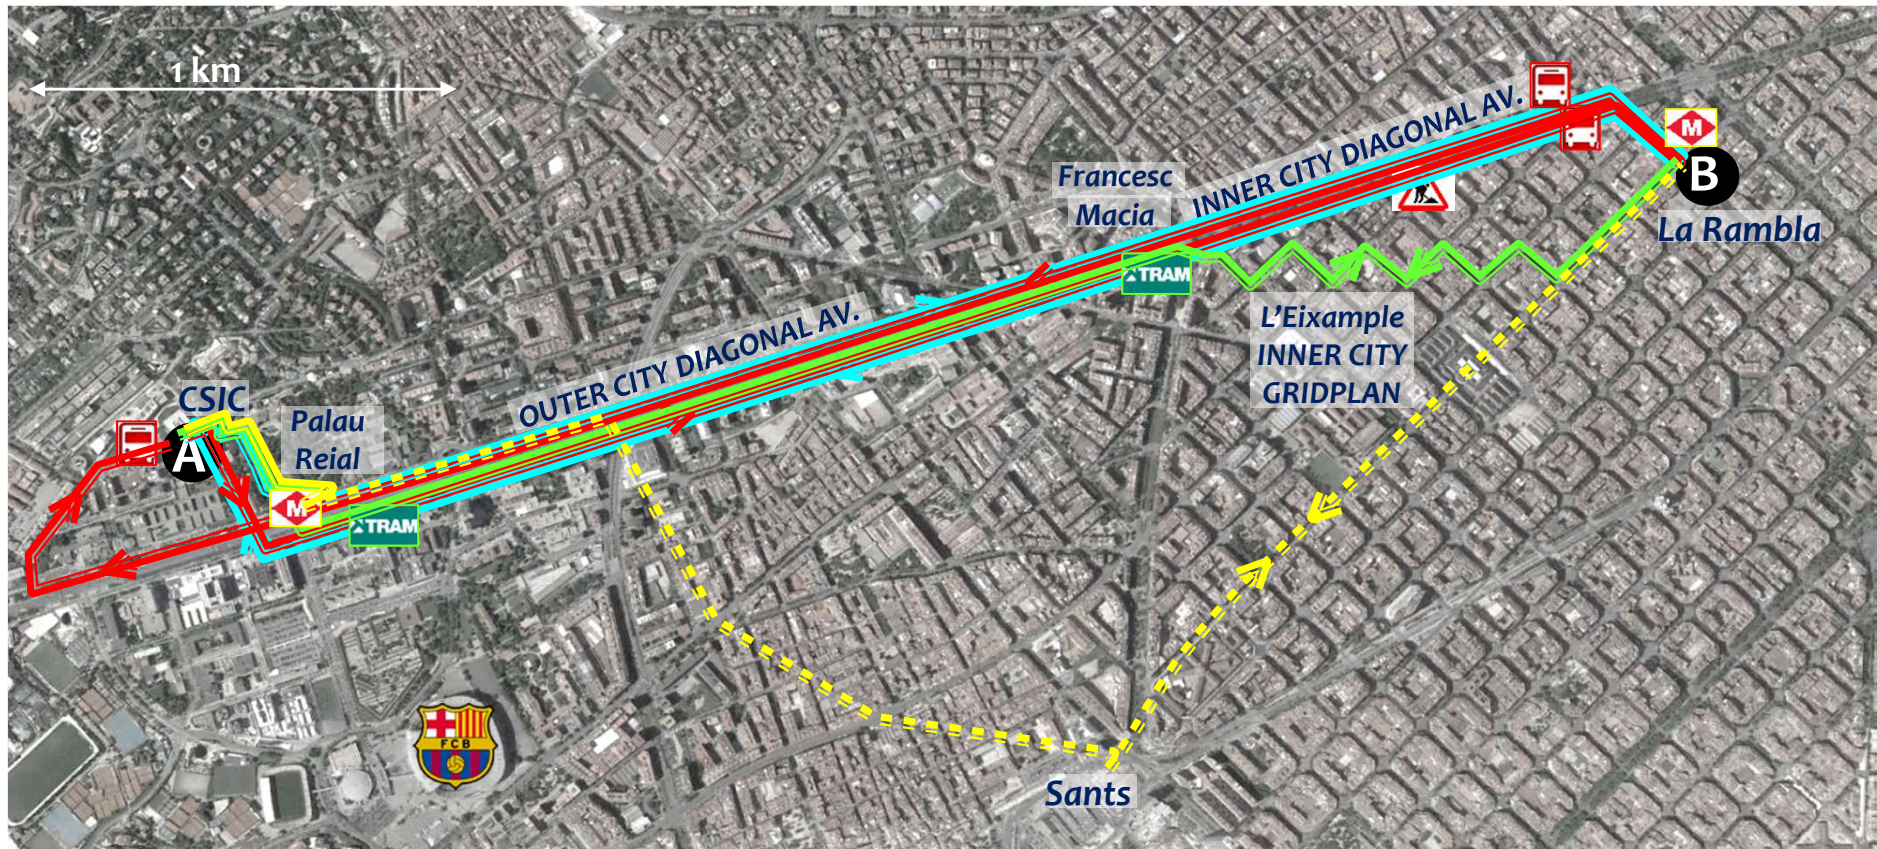 1 km
INNER CITY DIAGONAL AV.
M
B
La Rambla
Francesc
Macia
TRAM
OUTER CITY DIAGONAL AV.
L'Eixample
INNER CITY
GRIDPLAN
CSIC
Palau
Reial
A
M
TRAM
FCB
Sants